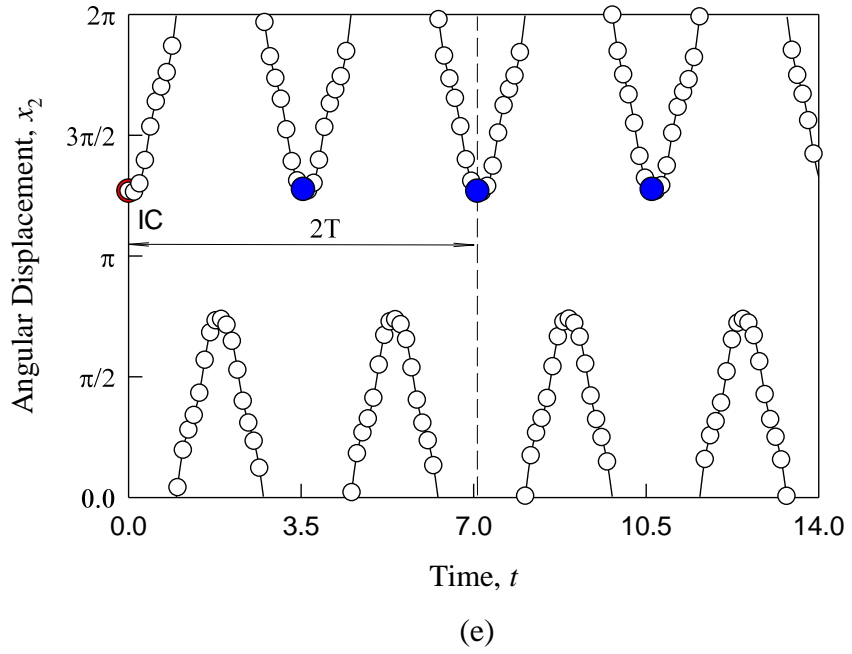 2π
3π/2
π
π/2
0.0
Angular Displacement, x₂
IC
2T
0.0 3.5 7.0 10.5 14.0
Time, t
(e)